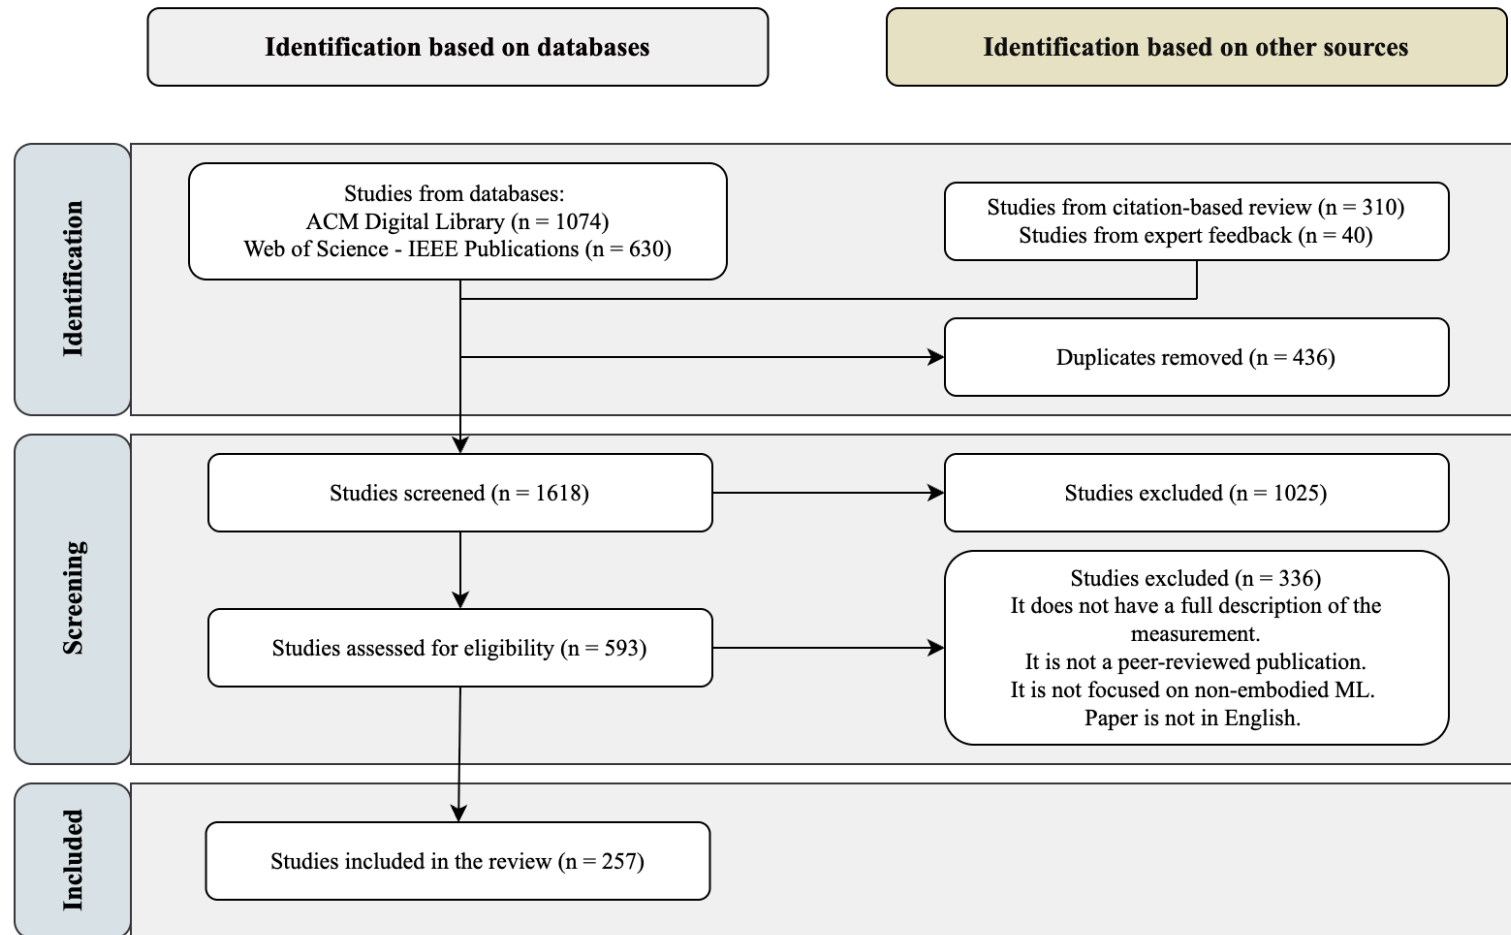 Identification based on databases
Identification based on other sources
Identification
Studies from databases:
ACM Digital Library (n = 1074)
Web of Science - IEEE Publications (n = 630)
Studies from citation-based review (n = 310)
Studies from expert feedback (n = 40)
Duplicates removed (n = 436)
Screening
Studies screened (n = 1618)
Studies excluded (n = 1025)
Studies assessed for eligibility (n = 593)
Studies excluded (n = 336)
It does not have a full description of the
measurement.
It is not a peer-reviewed publication.
It is not focused on non-embodied ML.
Paper is not in English.
Included
Studies included in the review (n = 257)